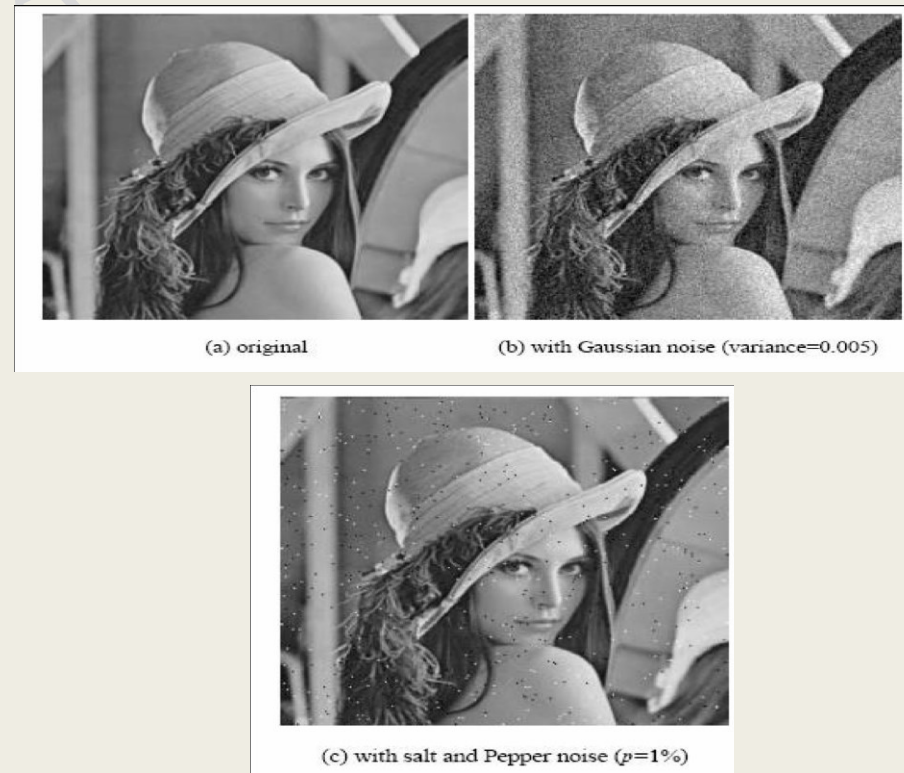 (a) original
(b) with Gaussian noise (variance=0.005)
(c) with salt and Pepper noise (p=1%)